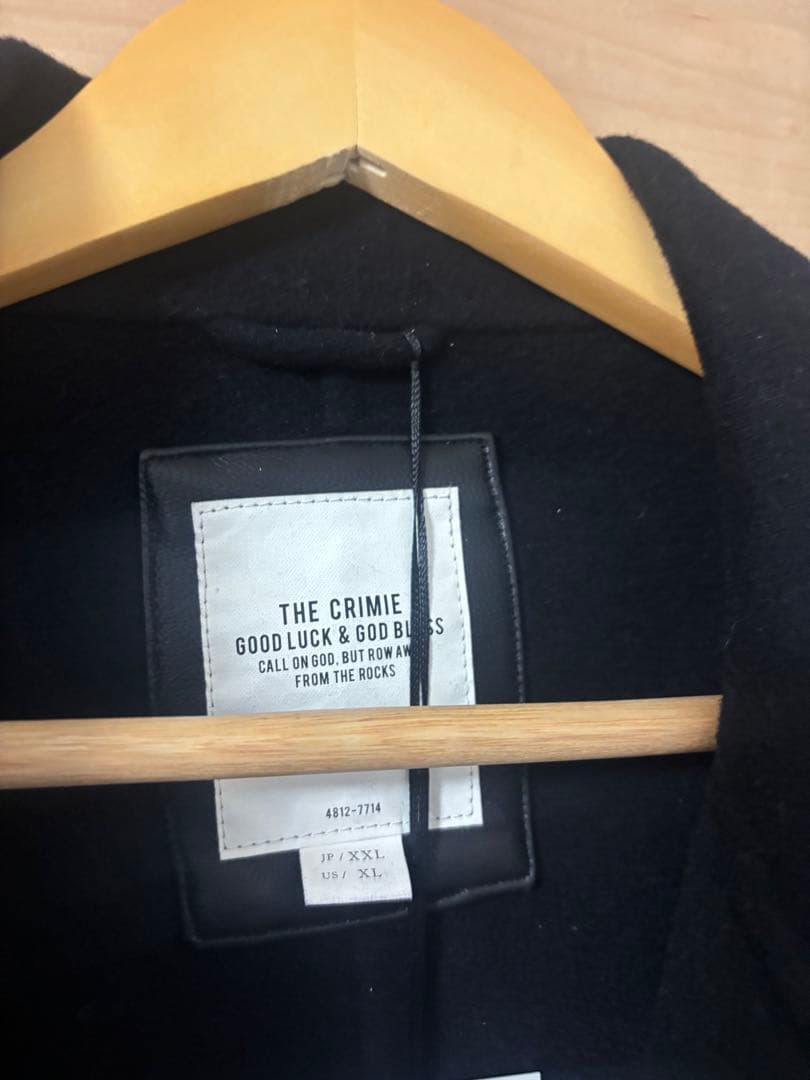 THE CRIMIE
GOOD LUCK & GOD BLESS
CALL ON GOD, BUT ROW
FROM THE ROCKS
4812-7714
JP / XXL
US / XL